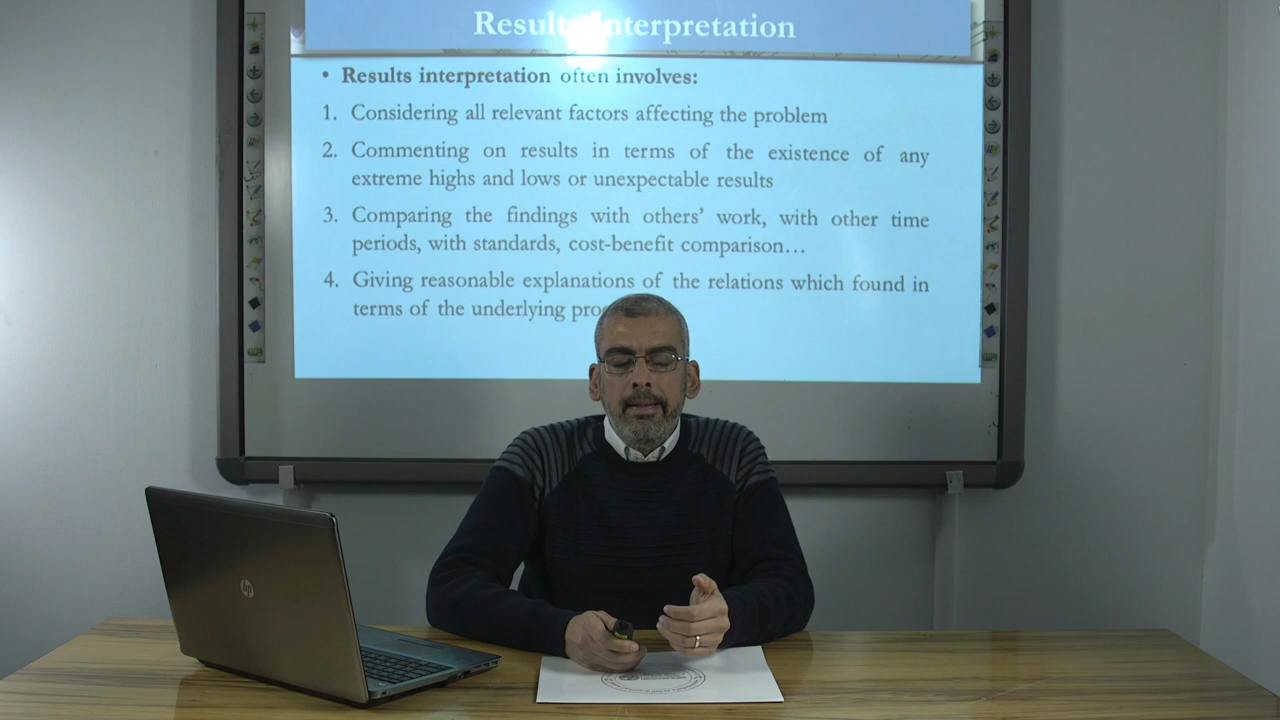 Results Interpretation
• Results interpretation often involves:
1. Considering all relevant factors affecting the problem
2. Commenting on results in terms of the existence of any
extreme highs and lows or unexpectable results
3. Comparing the findings with others' work, with other time
periods, with standards, cost-benefit comparison…
4. Giving reasonable explanations of the relations which found in
terms of the underlying
hp